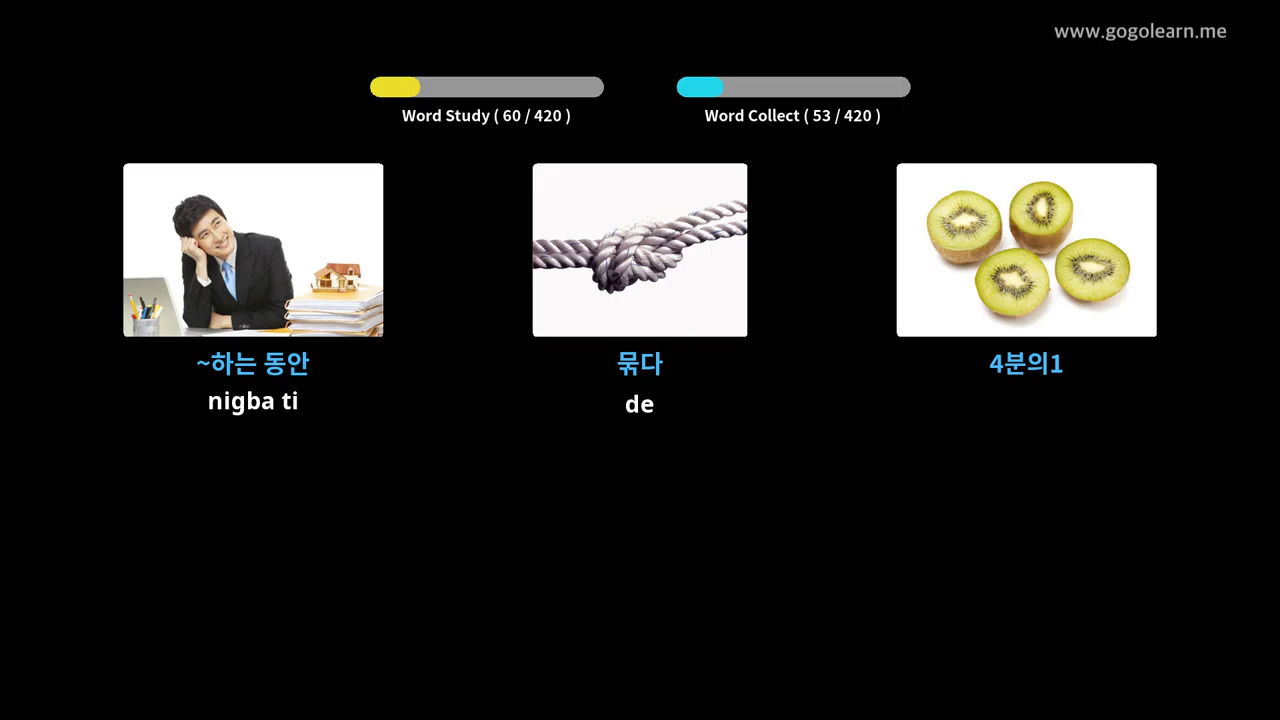 www.gogolearn.me
Word Study ( 60 / 420 )
Word Collect ( 53 / 420 )
~하는 동안
nigba ti
묶다
de
4분의1